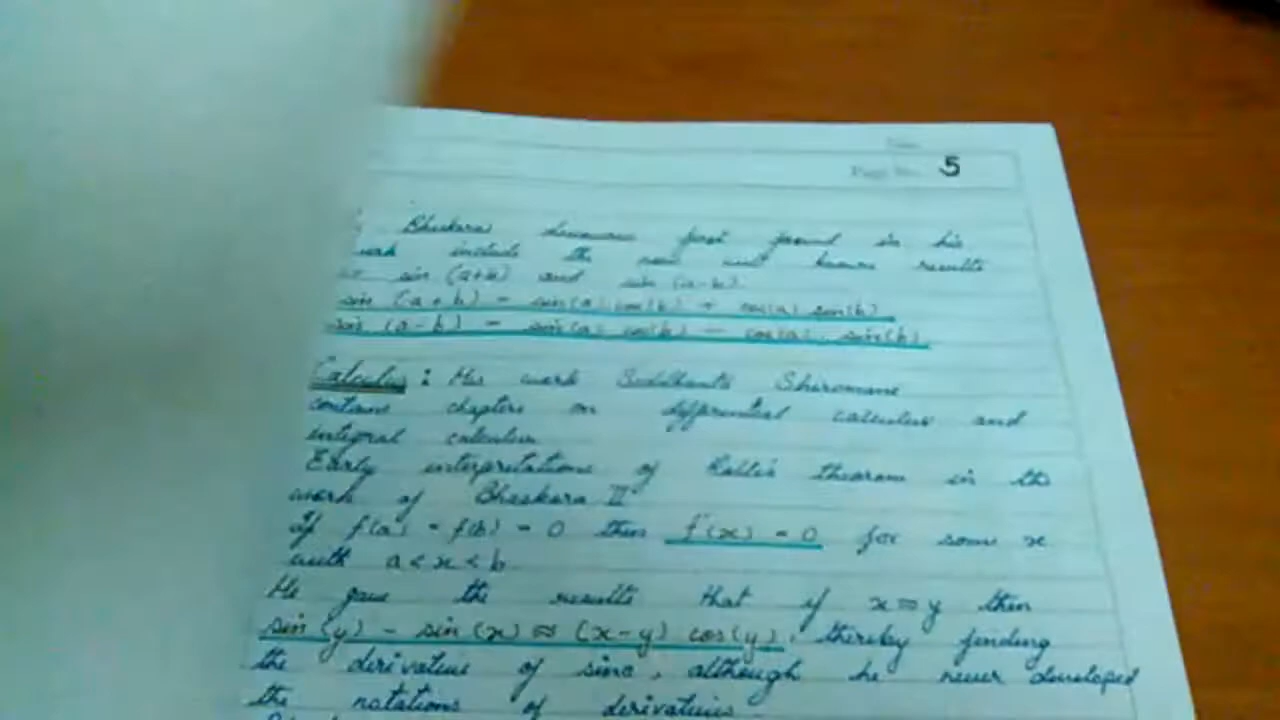 Page No. 5
Bhaskara discoveries first found in his
work include the now well known results
sin (a+b) and sin (a-b).
sin (a+b) = sin(a) cos(b) + cos(a) sin(b)
sin (a-b) = sin(a) cos(b) - cos(a). sin(b)
Calculus : His work Siddhanta Shiromane
contains chapters on differential calculus and
integral calculus
Early interpretations of Rolle's theoram in the
work of Bhaskara II
If f(a) = f(b) = 0 then f'(x) = 0 for some x
with a<x<b
He gave the results that if x≈y then
sin (y) - sin (x) ≈ (x-y) cos(y), thereby finding
the derivative of sine, although he never developed
the notations of derivatives